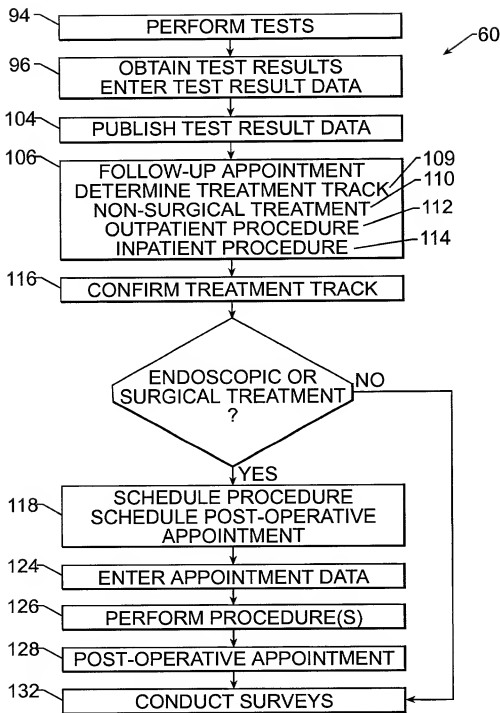 94
PERFORM TESTS
60
96
OBTAIN TEST RESULTS
ENTER TEST RESULT DATA
104
PUBLISH TEST RESULT DATA
106
FOLLOW-UP APPOINTMENT
109
DETERMINE TREATMENT TRACK
110
NON-SURGICAL TREATMENT
112
OUTPATIENT PROCEDURE
114
INPATIENT PROCEDURE
116
CONFIRM TREATMENT TRACK
ENDOSCOPIC OR
SURGICAL TREATMENT
?
NO
YES
118
SCHEDULE PROCEDURE
SCHEDULE POST-OPERATIVE
APPOINTMENT
124
ENTER APPOINTMENT DATA
126
PERFORM PROCEDURE(S)
128
POST-OPERATIVE APPOINTMENT
132
CONDUCT SURVEYS